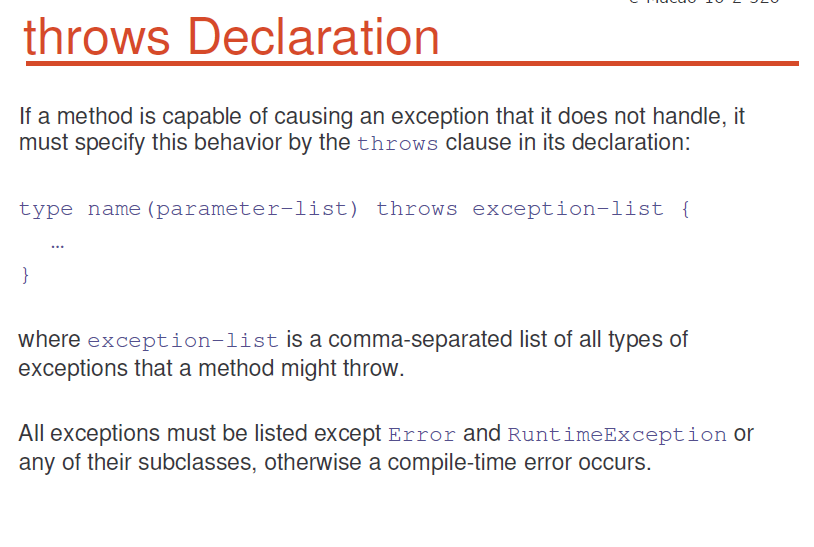 throws Declaration
If a method is capable of causing an exception that it does not handle, it
must specify this behavior by the throws clause in its declaration:
type name(parameter-list) throws exception-list {
…
}
where exception-list is a comma-separated list of all types of
exceptions that a method might throw.
All exceptions must be listed except Error and RuntimeException or
any of their subclasses, otherwise a compile-time error occurs.